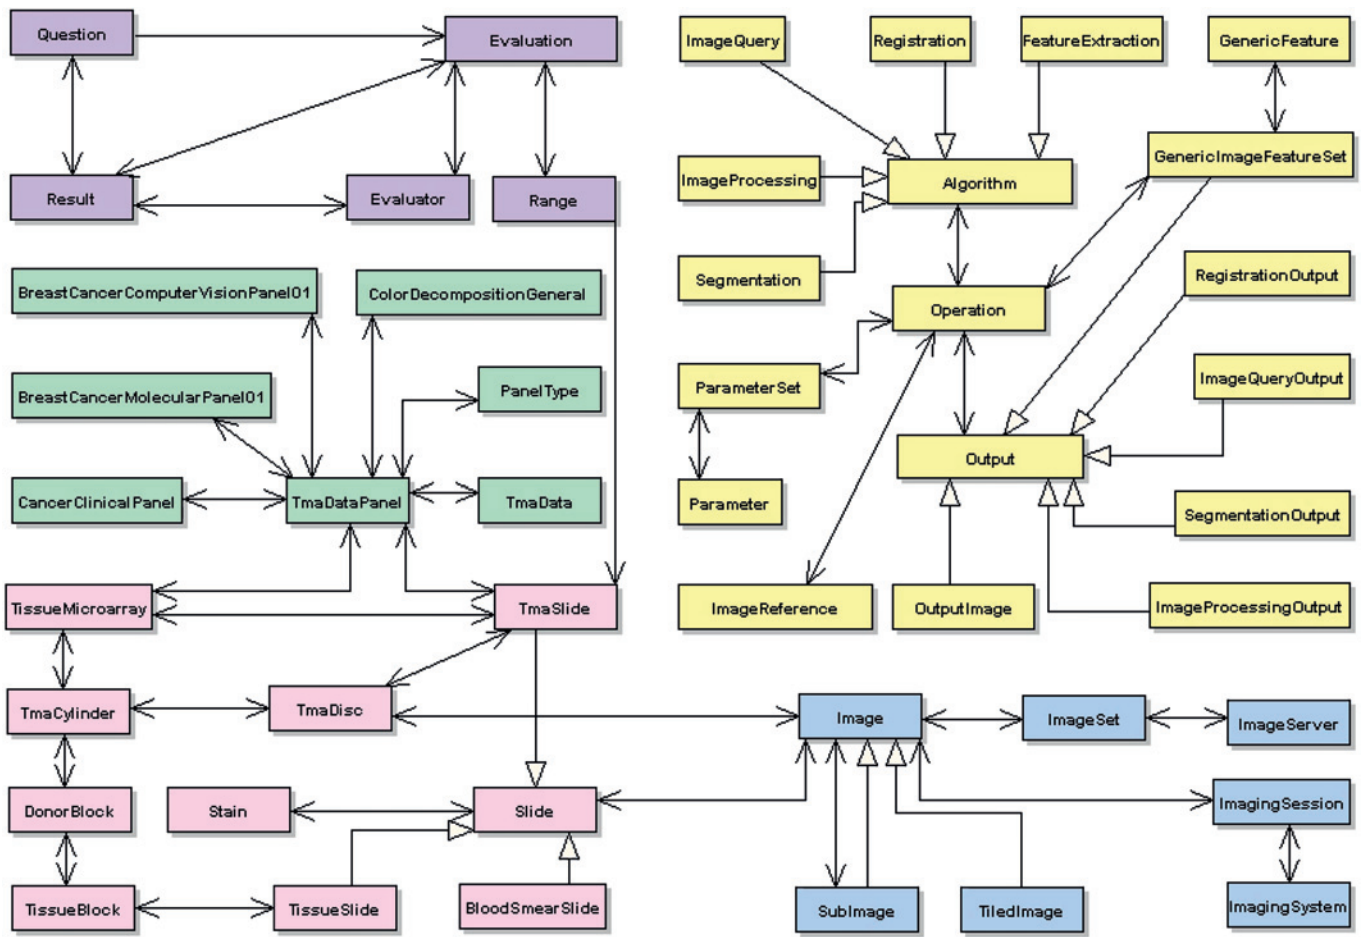 Question
Evaluation
ImageQuery
Registration
FeatureExtraction
GenericFeature
GenericImageFeatureSet
ImageProcessing
Algorithm
Result
Evaluator
Range
Segmentation
RegistrationOutput
BreastCancerComputerVisionPanel01
ColorDecompositionGeneral
Operation
ParameterSet
ImageQueryOutput
BreastCancerMolecularPanel01
PanelType
Output
CancerClinicalPanel
TmaDataPanel
TmaData
Parameter
SegmentationOutput
TissueMicroarray
TmaSlide
ImageReference
OutputImage
ImageProcessingOutput
TmaCylinder
TmaDisc
Image
ImageSet
ImageServer
DonorBlock
Stain
Slide
ImagingSession
TissueBlock
TissueSlide
BloodSmearSlide
SubImage
TiledImage
ImagingSystem